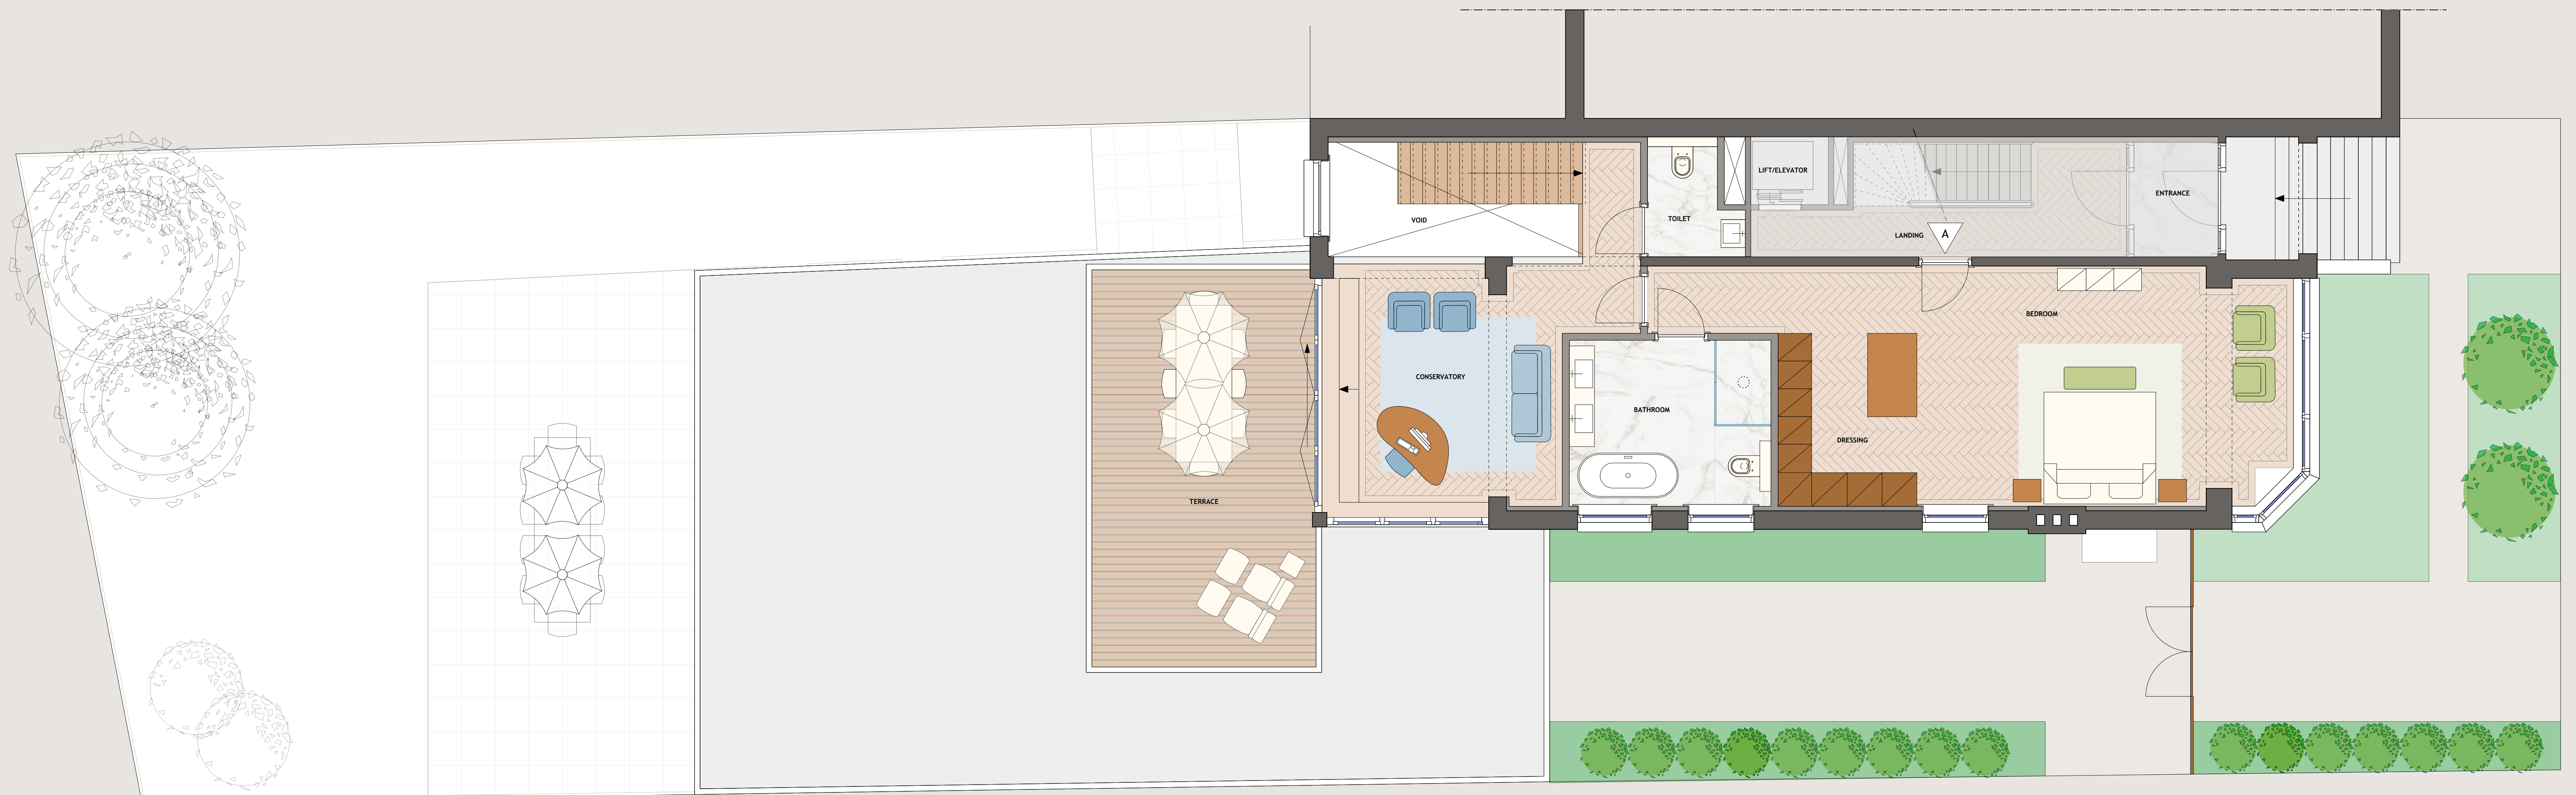 LIFT/ELEVATOR
ENTRANCE
VOID
TOILET
LANDING
A
BEDROOM
CONSERVATORY
BATHROOM
DRESSING
TERRACE